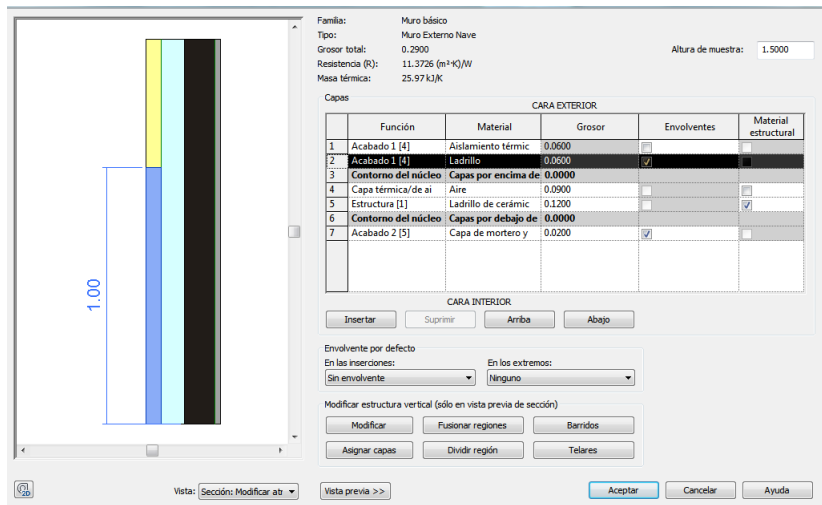 Familia: Muro básico
Tipo: Muro Externo Nave
Grosor total: 0.2900 Altura de muestra: 1.5000
Resistencia (R): 11.3726 (m²·K)/W
Masa térmica: 25.97 kJ/K
Capas
CARA EXTERIOR
Función Material Grosor Envolventes Material estructural
1 Acabado 1 [4] Aislamiento térmic 0.0600
2 Acabado 1 [4] Ladrillo 0.0600
3 Contorno del núcleo Capas por encima de 0.0000
4 Capa térmica/de ai Aire 0.0900
5 Estructura [1] Ladrillo de cerámic 0.1200
6 Contorno del núcleo Capas por debajo de 0.0000
7 Acabado 2 [5] Capa de mortero y 0.0200
1.00
CARA INTERIOR
Insertar Suprimir Arriba Abajo
Envolvente por defecto
En las inserciones: En los extremos:
Sin envolvente Ninguno
Modificar estructura vertical (sólo en vista previa de sección)
Modificar Fusionar regiones Barridos
Asignar capas Dividir región Telares
2D Vista: Sección: Modificar atr Vista previa >> Aceptar Cancelar Ayuda